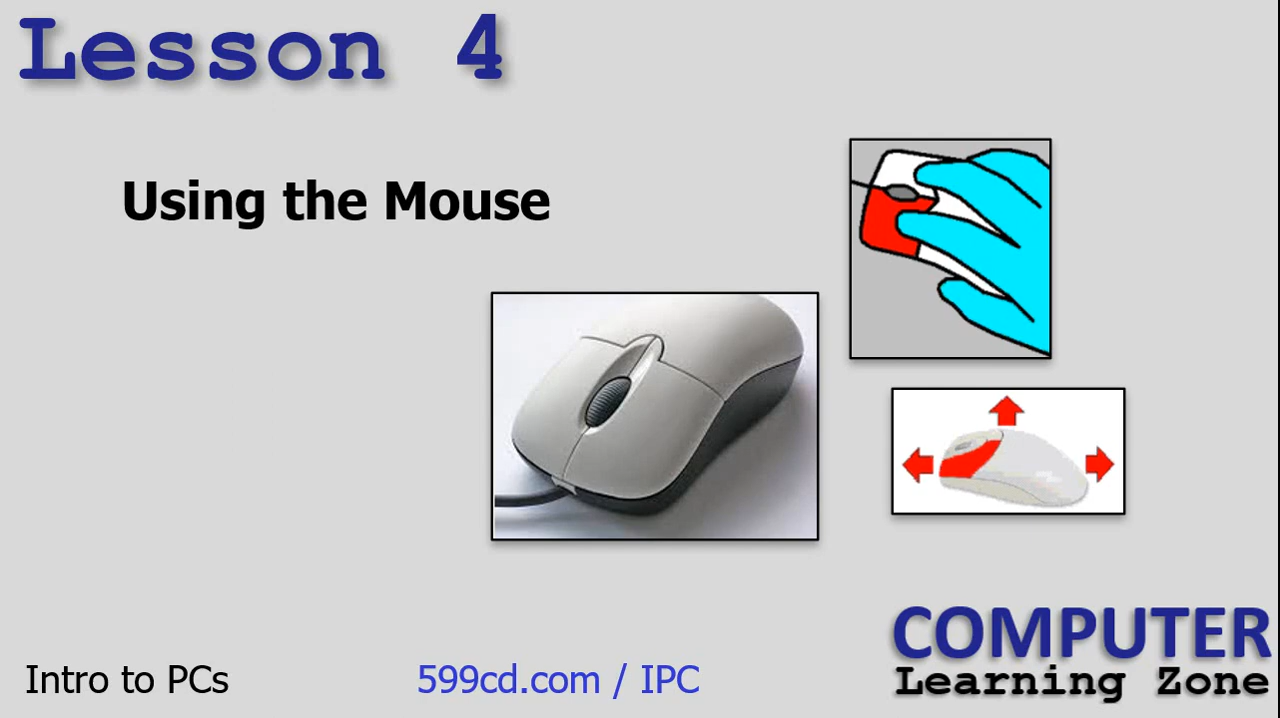 Lesson 4
Using the Mouse
Intro to PCs
599cd.com / IPC
COMPUTER
Learning Zone